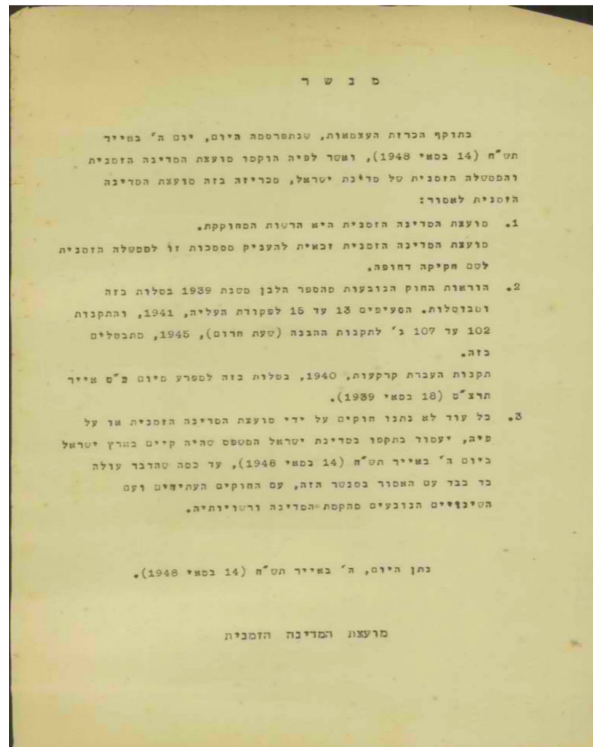 מנשר
בתוקף הכרזת העצמאות, שנתפרסמה היום, יום ה' באייר
תש"ח (14 במאי 1948), ואשר לפיה הוקמו מועצת המדינה הזמנית
והממשלה הזמנית של מדינת ישראל, מכריזה בזה מועצת המדינה
הזמנית לאמור:
1. מועצת המדינה הזמנית היא הרשות המחוקקת.
מועצת המדינה הזמנית זכאית להעניק מסמכות זו לממשלה הזמנית
לשם חקיקה דחופה.
2. הוראות החוק הנובעות מהספר הלבן משנת 1939 בטלות בזה
ומבוטלות. הסעיפים 13 עד 15 לפקודת העליה, 1941, והתקנות
102 עד 107 ג' לתקנות ההגנה (שעת חרום), 1945, מתבטלים
בזה.
תקנות העברת קרקעות, 1940, בטלות בזה למפרע מיום כ"ט אייר
תרצ"ט (18 במאי 1939).
3. כל עוד לא נתנו חוקים על ידי מועצת המדינה הזמנית או על
פיה, יעמוד בתקפו במדינת ישראל המשפט שהיה קיים בארץ ישראל
ביום ה' באייר תש"ח (14 במאי 1948), עד כמה שהדבר עולה
בד בבד עם האמור במנשר הזה, עם החוקים העתידים ועם
השינויים הנובעים מהקמת המדינה ורשויותיה.
נתן היום, ה' באייר תש"ח (14 במאי 1948).
מועצת המדינה הזמנית